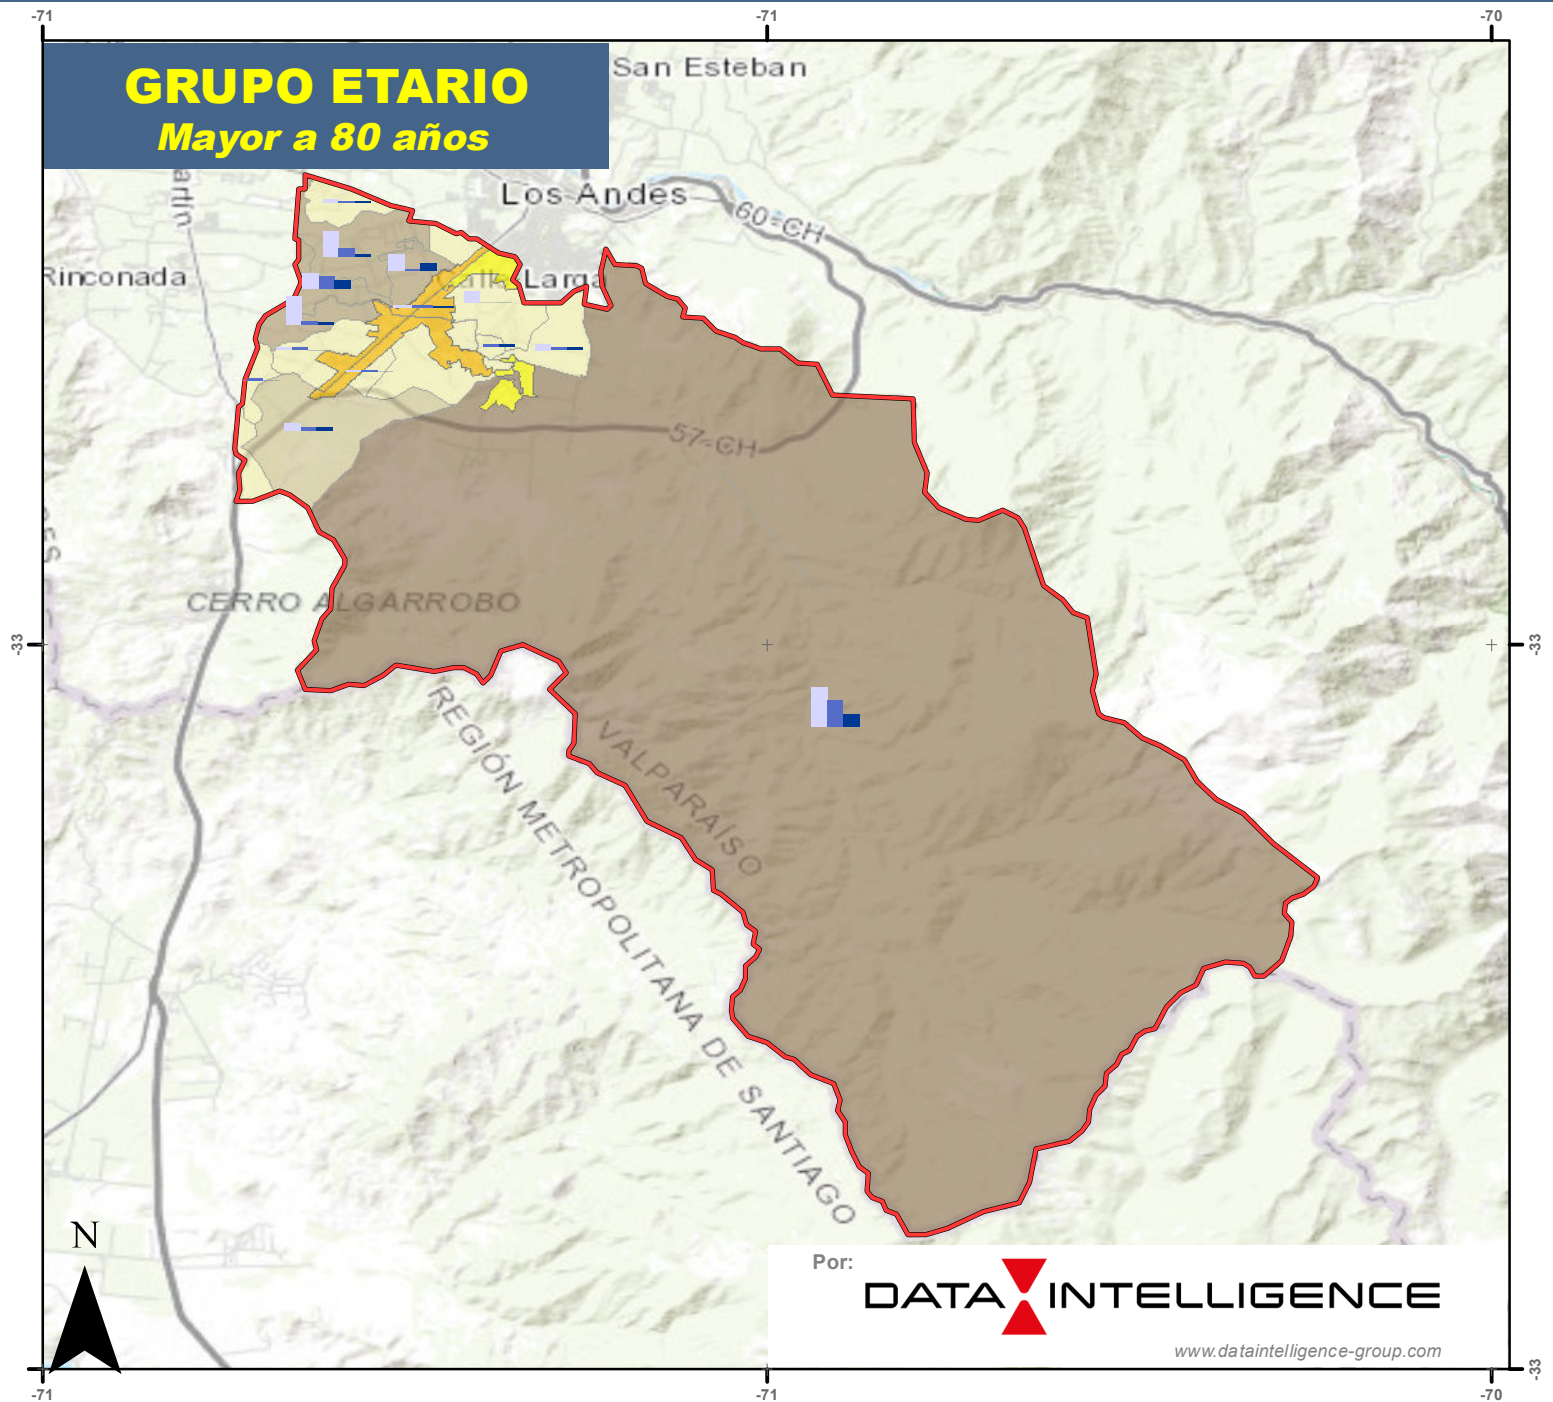 -71
-71
-70
GRUPO ETARIO
Mayor a 80 años
San Esteban
Los Andes
60-CH
Rinconada
Larga
57-CH
CERRO ALGARROBO
-33
-33
REGIÓN METROPOLITANA DE SANTIAGO
VALPARAÍSO
N
Por:
DATA INTELLIGENCE
www.dataintelligence-group.com
-33
-71
-71
-70